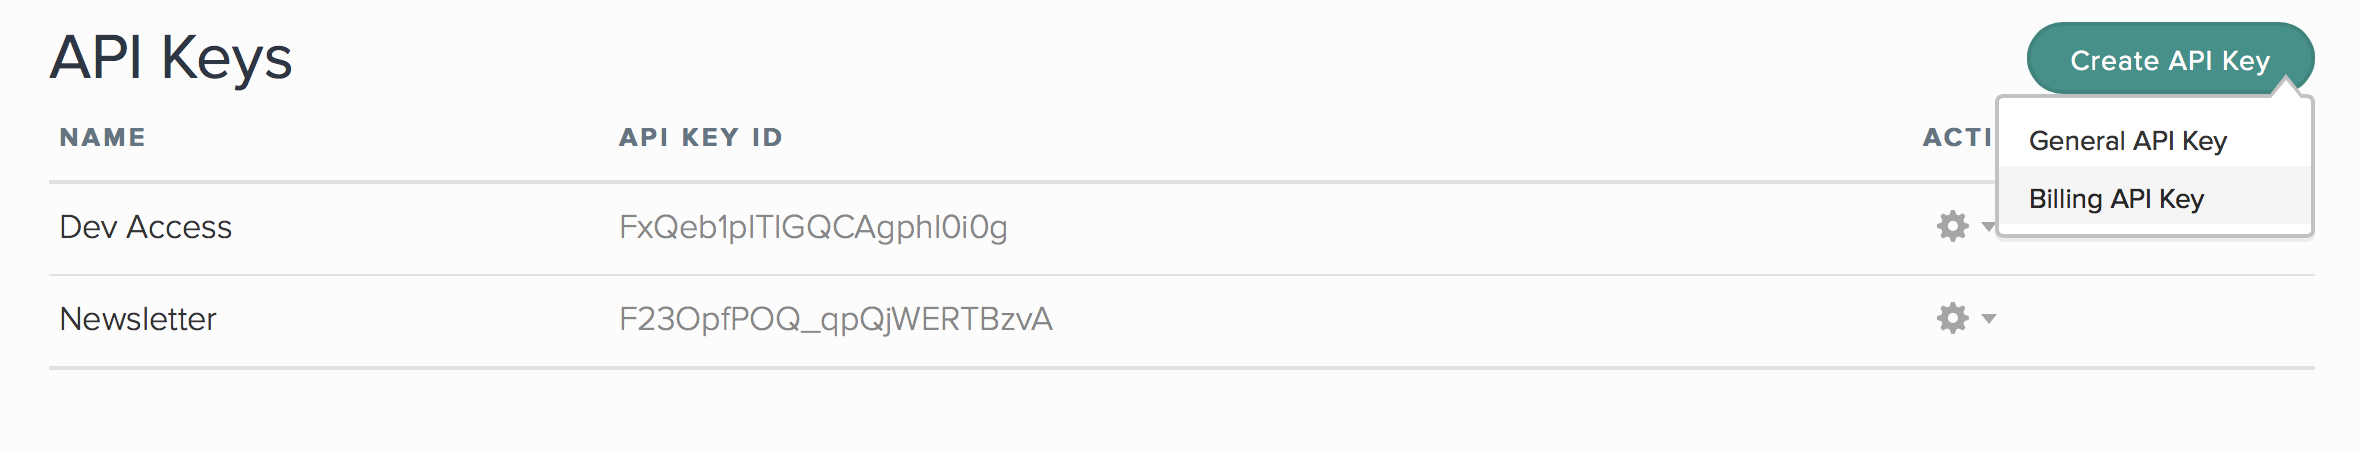 API Keys
Create API Key
NAME
API KEY ID
ACTI
General API Key
Billing API Key
Dev Access
FxQeb1pITIGQCAgphI0i0g
Newsletter
F23OpfPOQ_qpQjWERTBzvA